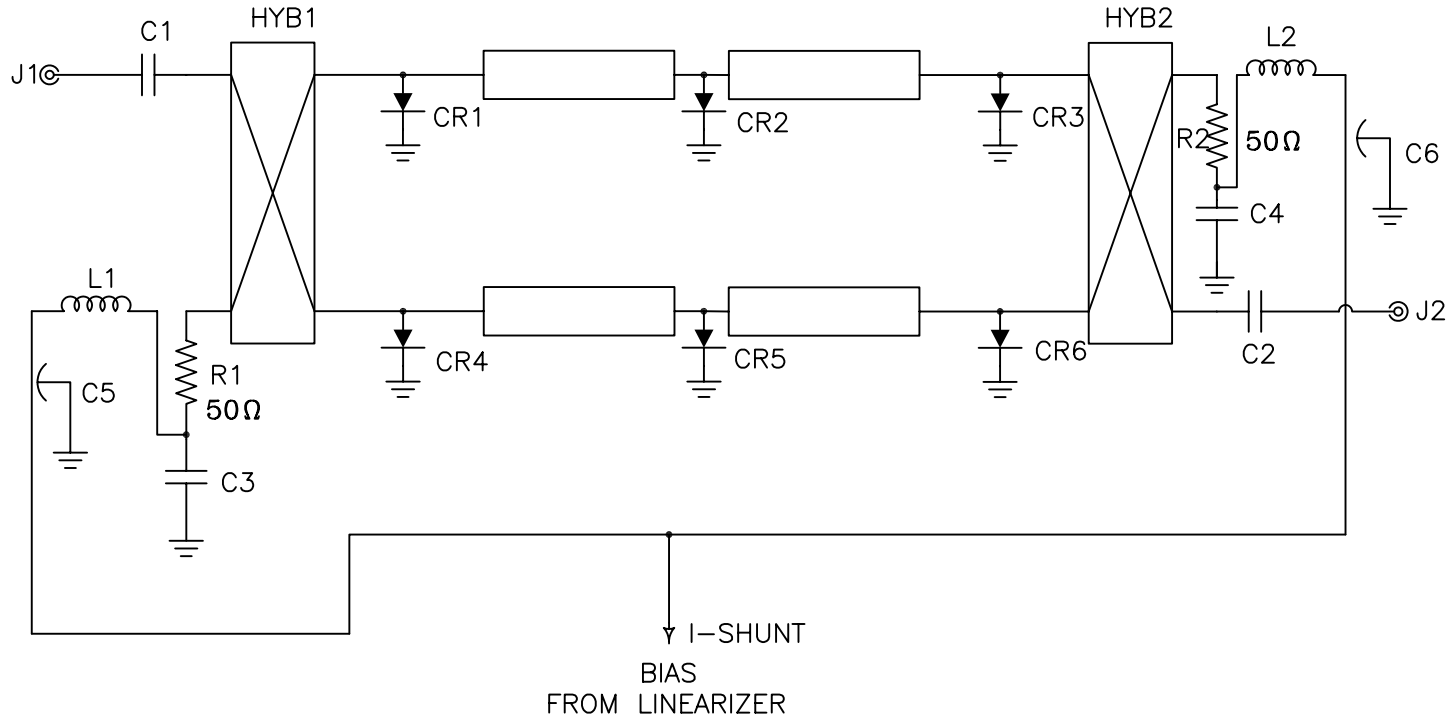 HYB1
HYB2
C1
L2
J1
CR1
CR2
CR3
R2
50Ω
C6
C4
L1
J2
C2
CR4
CR5
CR6
R1
50Ω
C5
C3
I-SHUNT
BIAS
FROM LINEARIZER